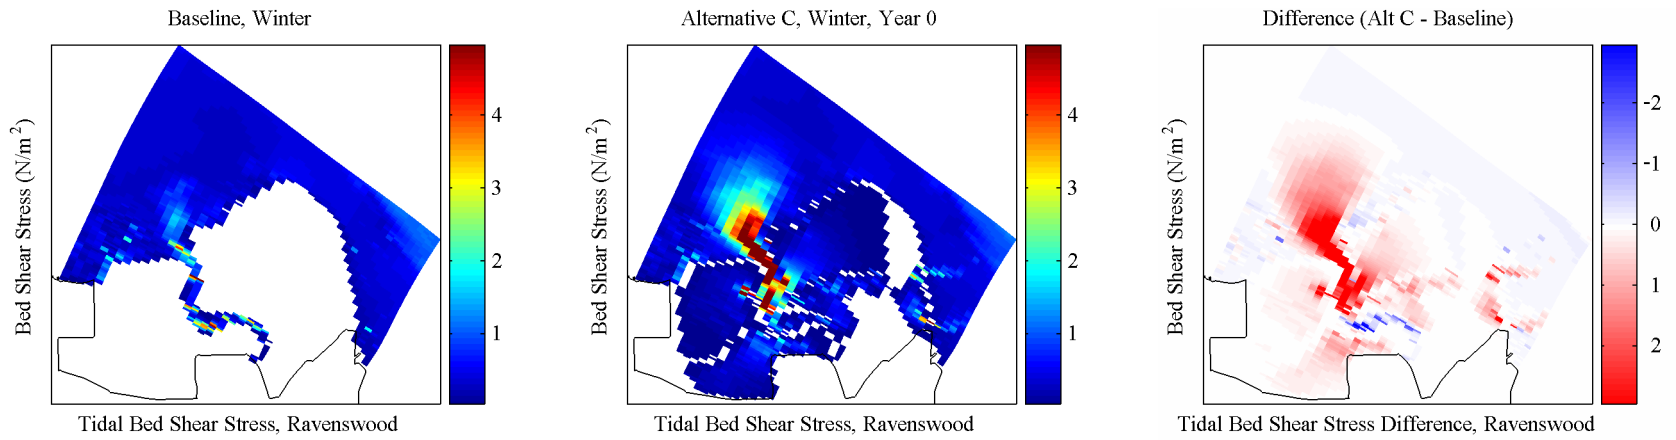 Baseline, Winter
Bed Shear Stress (N/m²)
4
3
2
1
Tidal Bed Shear Stress, Ravenswood
Alternative C, Winter, Year 0
Bed Shear Stress (N/m²)
4
3
2
1
Tidal Bed Shear Stress, Ravenswood
Difference (Alt C - Baseline)
Bed Shear Stress (N/m²)
-2
-1
0
1
2
Tidal Bed Shear Stress Difference, Ravenswood